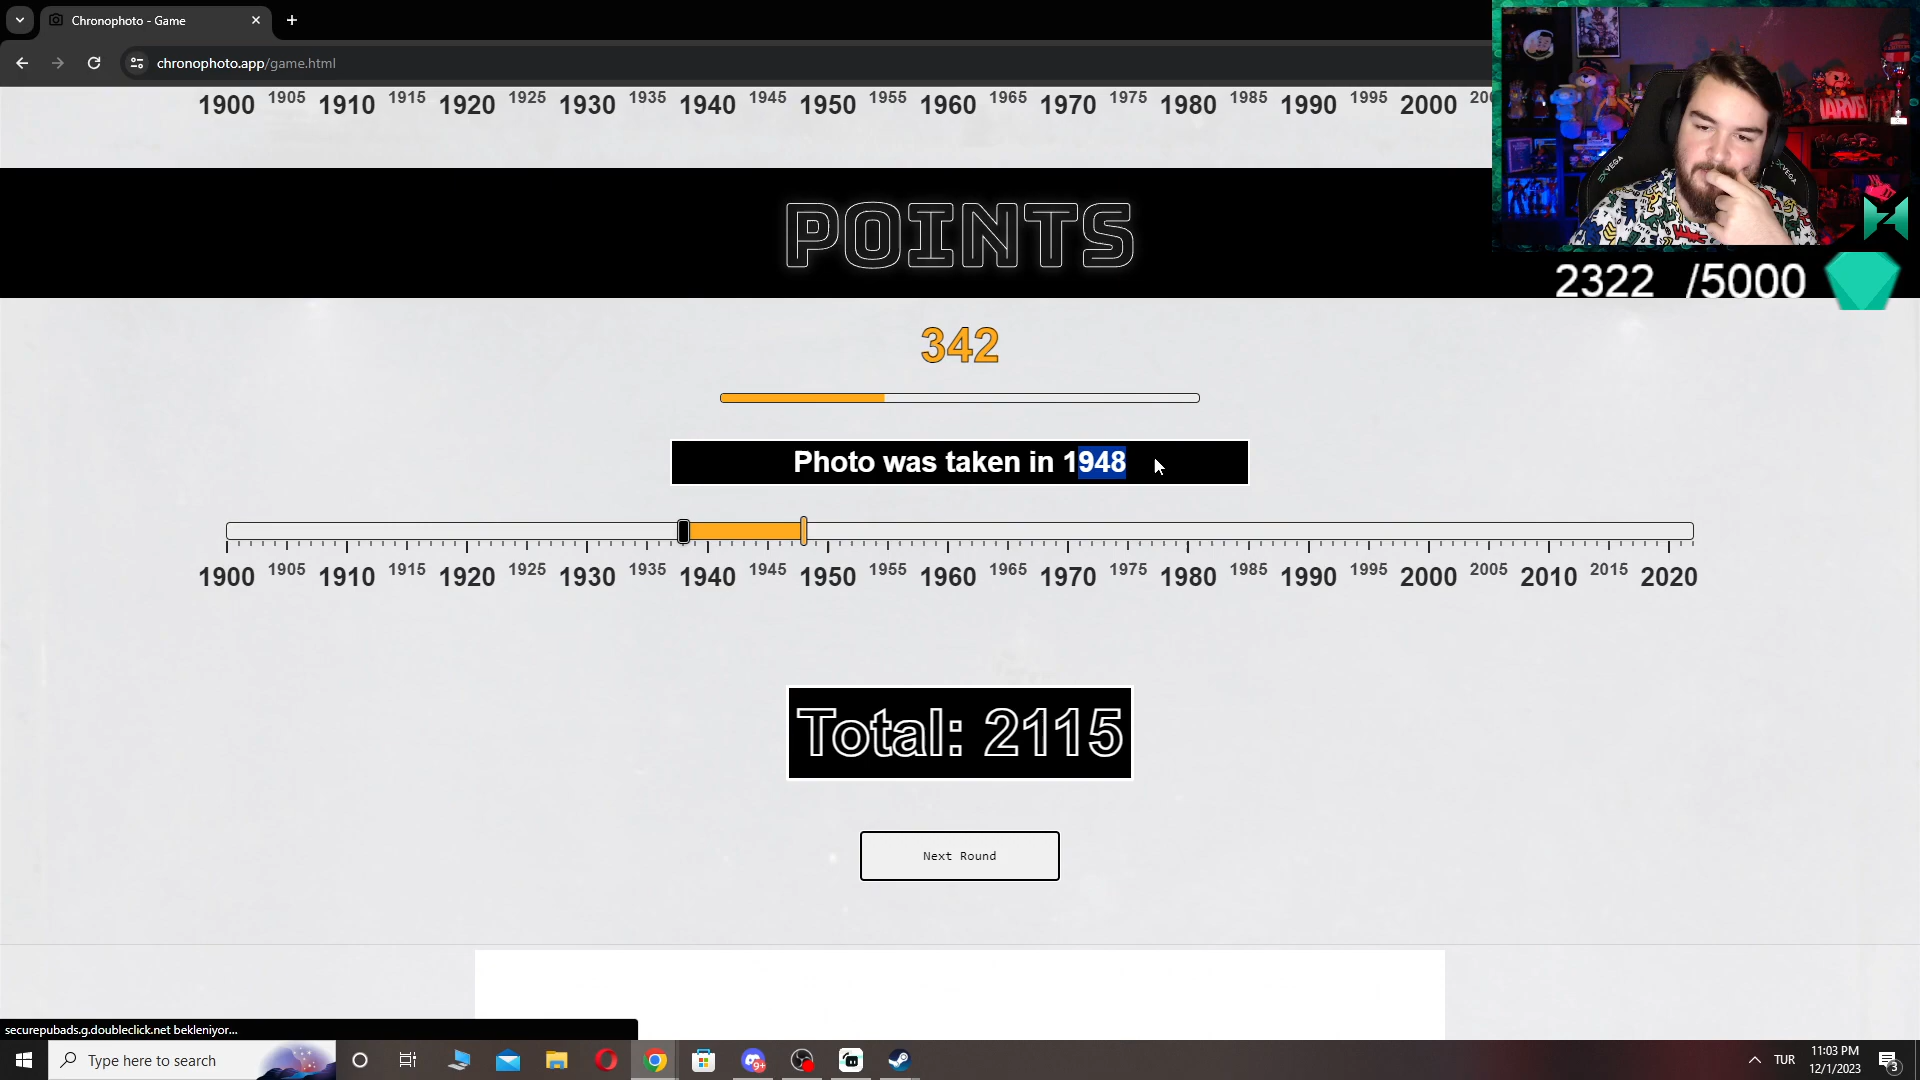 Chronophoto - Game
chronophoto.app/game.html
1900 1905 1910 1915 1920 1925 1930 1935 1940 1945 1950 1955 1960 1965 1970 1975 1980 1985 1990 1995 2000
POINTS
2322 /5000
342
Photo was taken in 1948
1900 1905 1910 1915 1920 1925 1930 1935 1940 1945 1950 1955 1960 1965 1970 1975 1980 1985 1990 1995 2000 2005 2010 2015 2020
Total: 2115
Next Round
securepubads.g.doubleclick.net bekleniyor...
Type here to search
9+
TUR
11:03 PM
12/1/2023
3